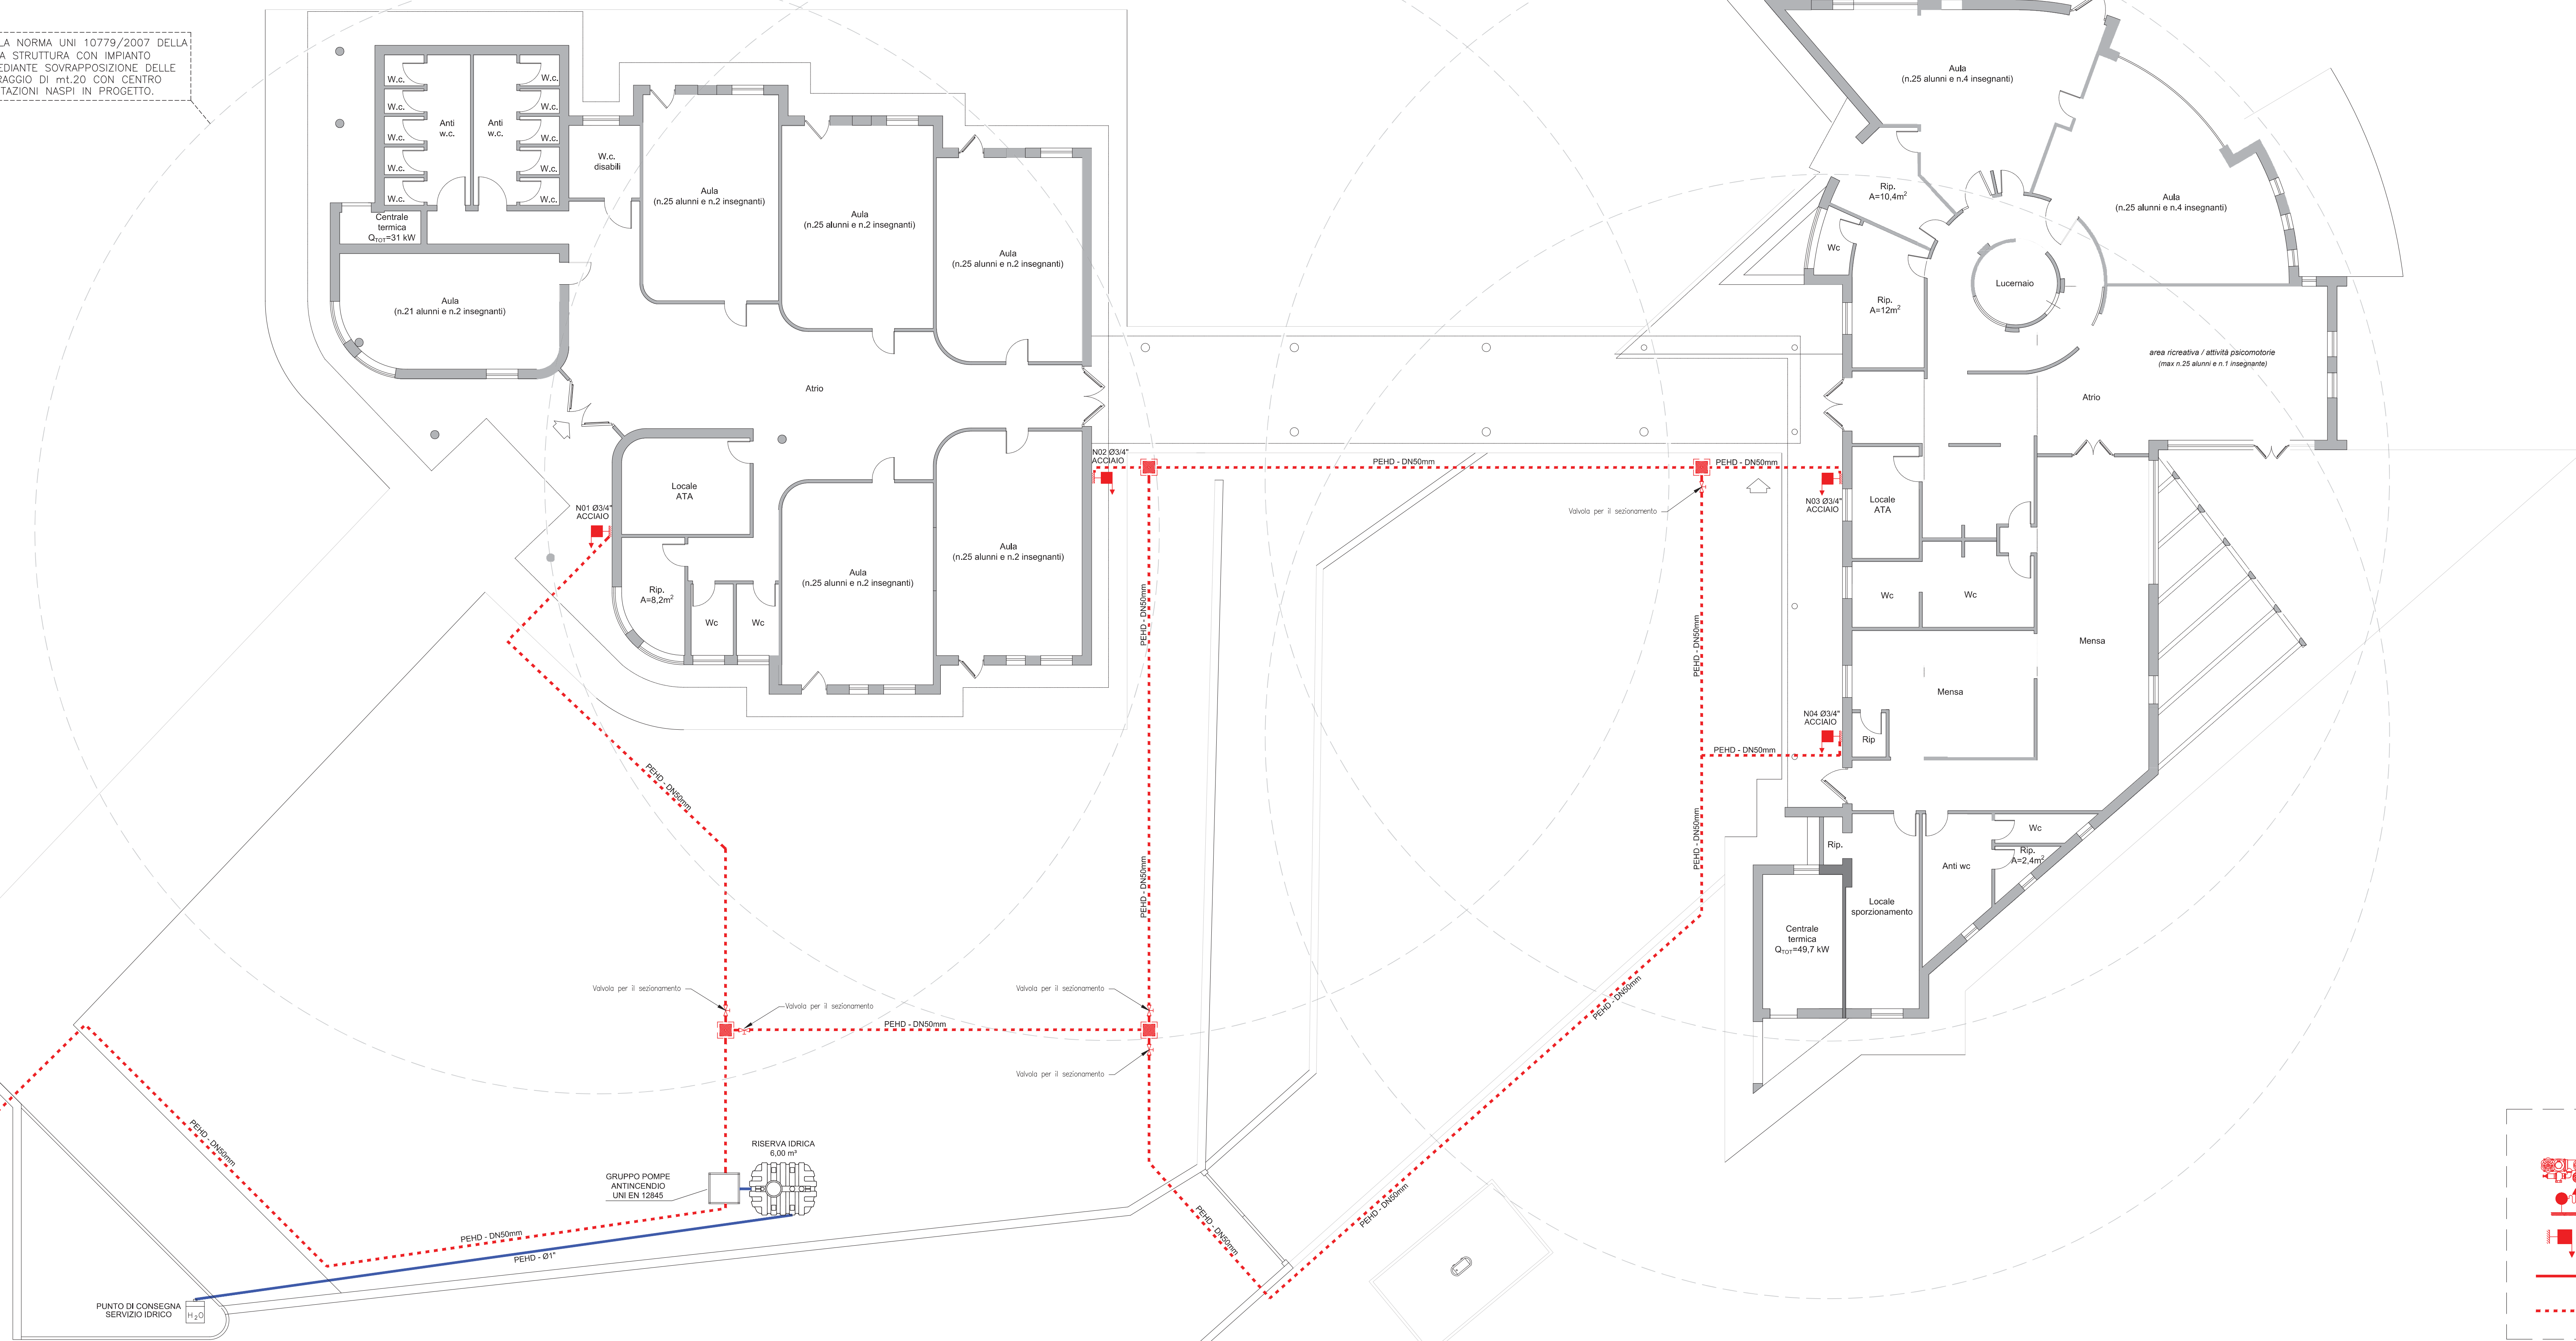 LA NORMA UNI 10779/2007 DELLA
A STRUTTURA CON IMPIANTO
EDIANTE SOVRAPPOSIZIONE DELLE
RAGGIO DI mt.20 CON CENTRO
TAZIONI NASPI IN PROGETTO.
W.c.
W.c.
W.c.
W.c.
W.c.
Anti
w.c.
Anti
w.c.
W.c.
W.c.
W.c.
W.c.
W.c.
W.c.
disabili
Centrale
termica
QTOT=31 kW
Aula
(n.21 alunni e n.2 insegnanti)
Aula
(n.25 alunni e n.2 insegnanti)
Aula
(n.25 alunni e n.2 insegnanti)
Aula
(n.25 alunni e n.2 insegnanti)
Atrio
Locale
ATA
N01 Ø3/4"
ACCIAIO
Rip.
A=8,2m²
Wc
Wc
Aula
(n.25 alunni e n.2 insegnanti)
Aula
(n.25 alunni e n.2 insegnanti)
N02 Ø3/4"
ACCIAIO
PEHD - DN50mm
PEHD - DN50mm
Valvola per il sezionamento
N03 Ø3/4"
ACCIAIO
PEHD - DN50mm
PEHD - DN50mm
PEHD - DN50mm
PEHD - DN50mm
N04 Ø3/4"
ACCIAIO
PEHD - DN50mm
PEHD - DN50mm
Aula
(n.25 alunni e n.4 insegnanti)
Rip.
A=10,4m²
Aula
(n.25 alunni e n.4 insegnanti)
Wc
Lucernaio
Rip.
A=12m²
area ricreativa / attività psicomotorie
(max n.25 alunni e n.1 insegnante)
Atrio
Locale
ATA
Wc
Wc
Mensa
Mensa
Rip
Rip.
Wc
Rip.
A=2,4m²
Anti wc
Locale
sporzionamento
Centrale
termica
QTOT=49,7 kW
Valvola per il sezionamento
Valvola per il sezionamento
Valvola per il sezionamento
PEHD - DN50mm
Valvola per il sezionamento
PEHD - DN50mm
PEHD - DN50mm
PEHD - DN50mm
PEHD - DN50mm
RISERVA IDRICA
6,00 m³
GRUPPO POMPE
ANTINCENDIO
UNI EN 12845
PEHD - DN50mm
PEHD - Ø1"
PUNTO DI CONSEGNA
SERVIZIO IDRICO
H2O